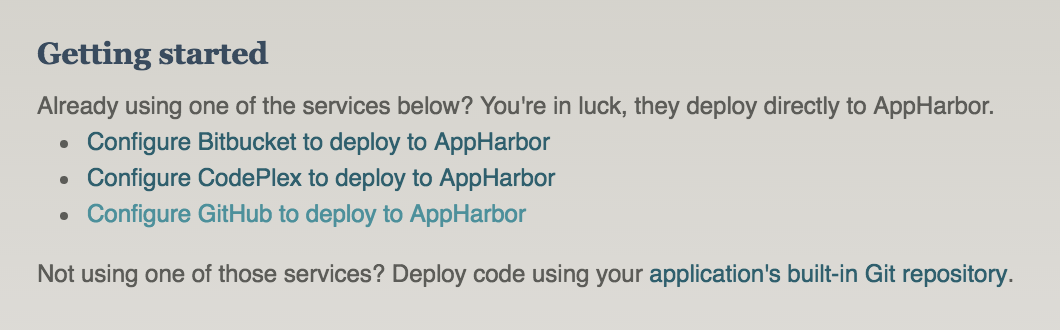 Getting started
Already using one of the services below? You're in luck, they deploy directly to AppHarbor.
• Configure Bitbucket to deploy to AppHarbor
• Configure CodePlex to deploy to AppHarbor
• Configure GitHub to deploy to AppHarbor
Not using one of those services? Deploy code using your application's built-in Git repository.